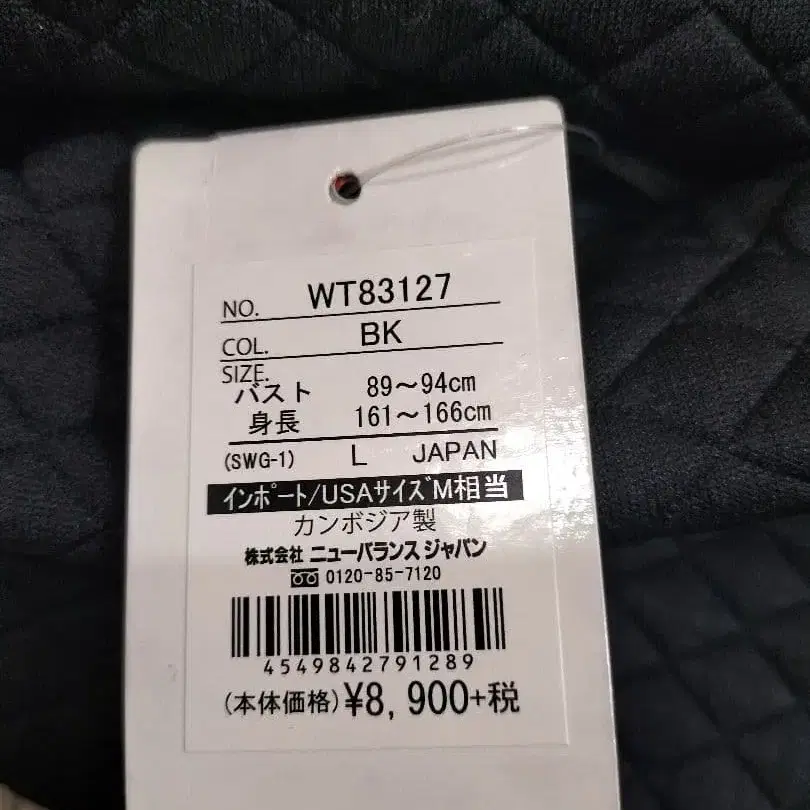 NO. WT83127
COL. BK
SIZE.
バスト 89～94cm
身長 161～166cm
(SWG-1) L JAPAN
インポート/USAサイズM相当
カンボジア製
株式会社 ニューバランス ジャパン
0120-85-7120
4549842791289
(本体価格) ¥8,900+税